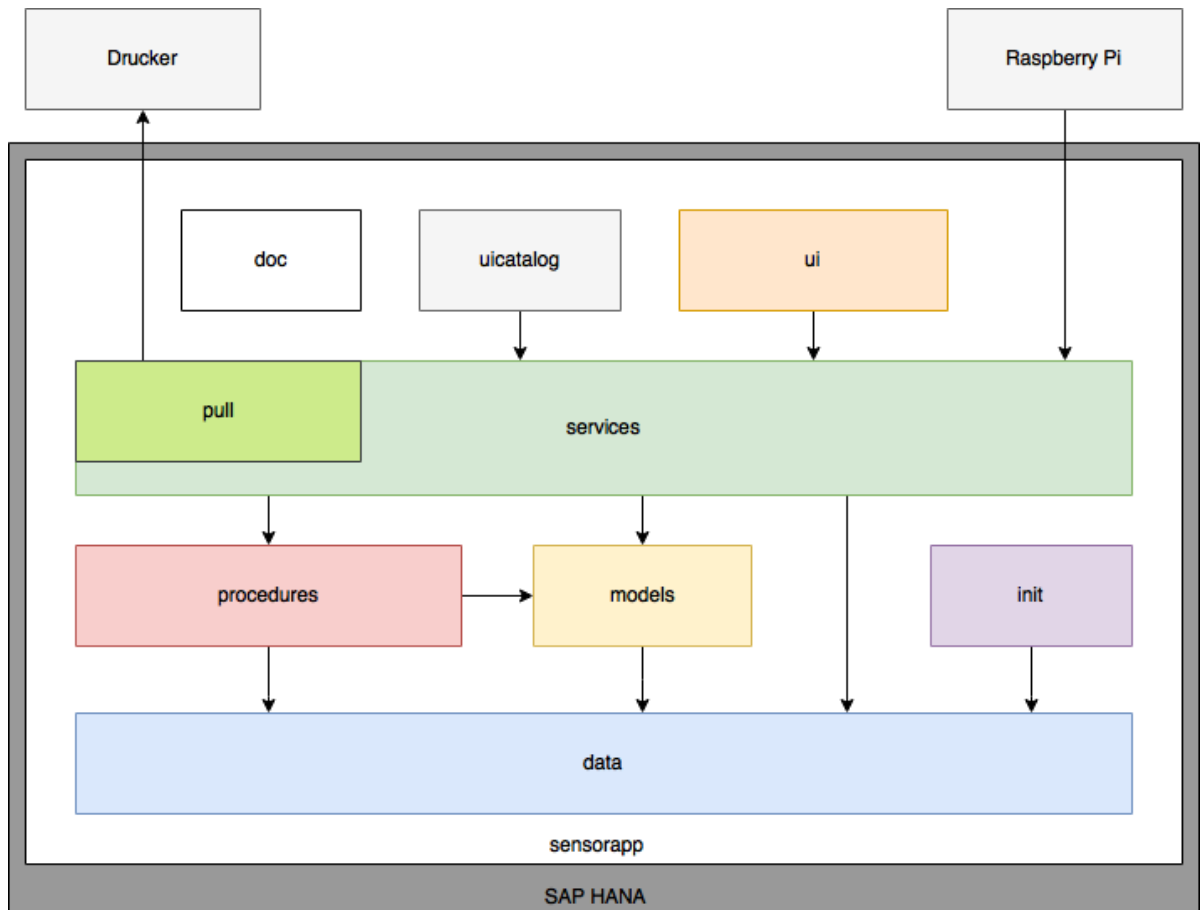 Drucker
Raspberry Pi
doc
uicatalog
ui
pull
services
procedures
models
init
data
sensorapp
SAP HANA